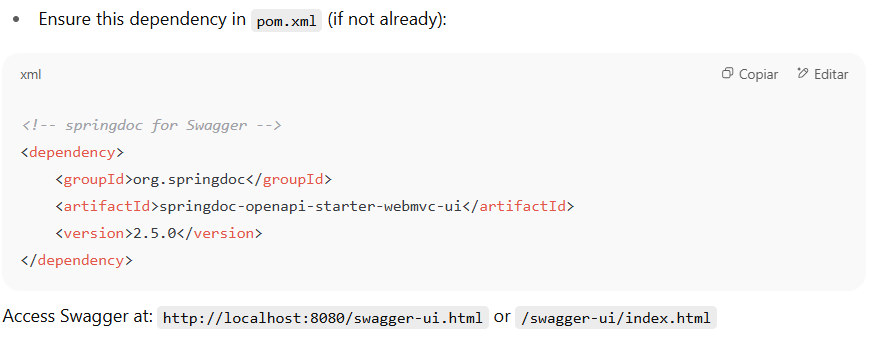 • Ensure this dependency in pom.xml (if not already):
xml Copiar Editar
<!-- springdoc for Swagger -->
<dependency>
    <groupId>org.springdoc</groupId>
    <artifactId>springdoc-openapi-starter-webmvc-ui</artifactId>
    <version>2.5.0</version>
</dependency>
Access Swagger at: http://localhost:8080/swagger-ui.html or /swagger-ui/index.html